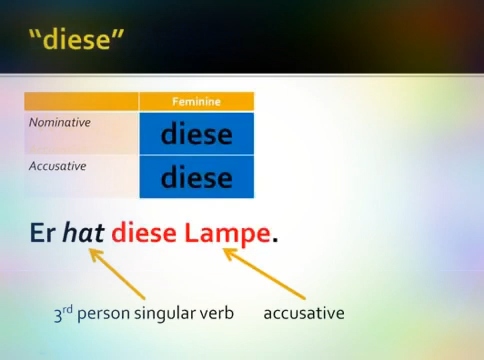 “diese”
Feminine
Nominative diese
Accusative diese
Er hat diese Lampe.
3rd person singular verb accusative